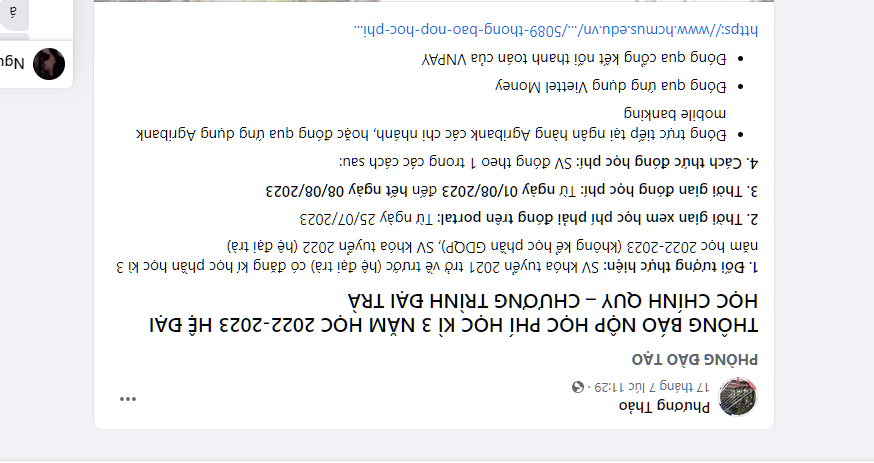 Phương Thảo
17 tháng 7 lúc 11:29 ·
PHÒNG ĐÀO TẠO
THÔNG BÁO NỘP HỌC PHÍ HỌC KÌ 3 NĂM HỌC 2022-2023 HỆ ĐẠI
HỌC CHÍNH QUY – CHƯƠNG TRÌNH ĐẠI TRÀ
1. Đối tượng thực hiện: SV khóa tuyển 2021 trở về trước (hệ đại trà) có đăng kí học phần học kì 3
năm học 2022-2023 (không kể học phần GDQP), SV khóa tuyển 2022 (hệ đại trà)
2. Thời gian xem học phí phải đóng trên portal: Từ ngày 25/07/2023
3. Thời gian đóng học phí: Từ ngày 01/08/2023 đến hết ngày 08/08/2023
4. Cách thức đóng học phí: SV đóng theo 1 trong các cách sau:
• Đóng trực tiếp tại ngân hàng Agribank các chi nhánh, hoặc đóng qua ứng dụng Agribank
mobile banking
• Đóng qua ứng dụng Viettel Money
• Đóng qua cổng kết nối thanh toán của VNPAY
https://www.hcmus.edu.vn/.../5089-thong-bao-nop-hoc-phi...
Ngu